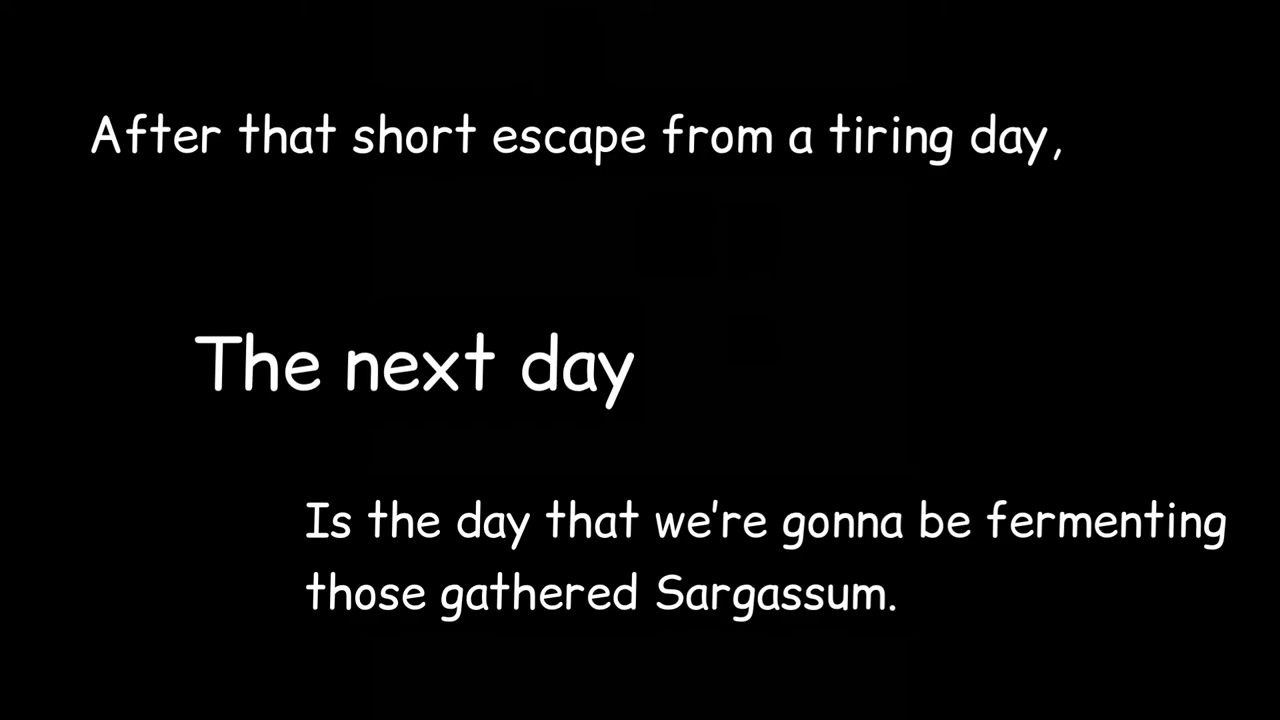 After that short escape from a tiring day,
The next day
Is the day that we're gonna be fermenting
those gathered Sargassum.